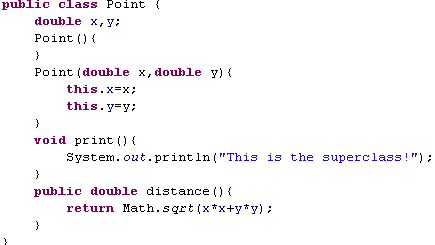 public class Point {
    double x,y;
    Point(){
    }
    Point(double x,double y){
        this.x=x;
        this.y=y;
    }
    void print(){
        System.out.println("This is the superclass!");
    }
    public double distance(){
        return Math.sqrt(x*x+y*y);
    }
}